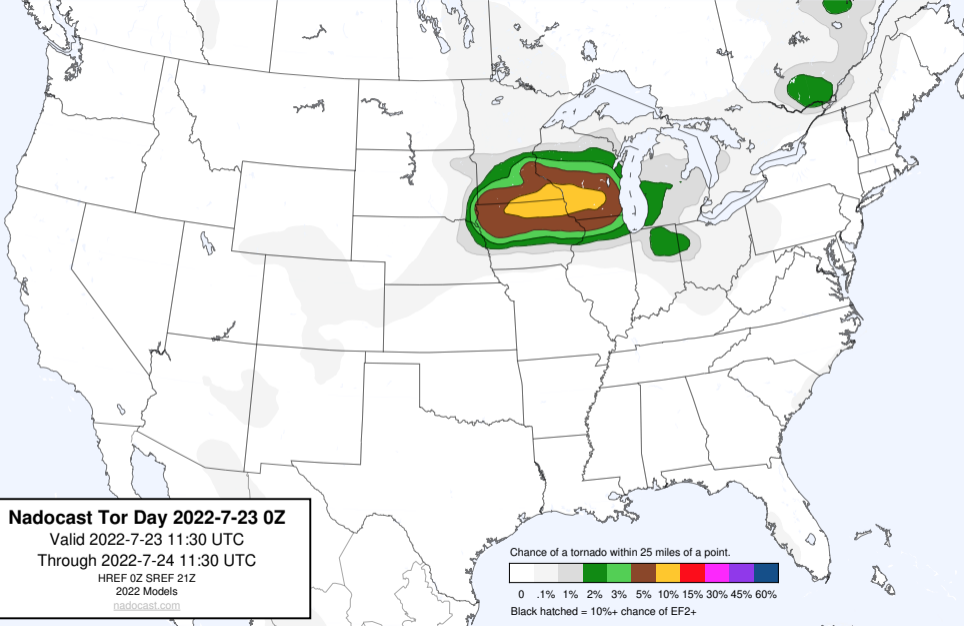 Nadocast Tor Day 2022-7-23 0Z
Valid 2022-7-23 11:30 UTC
Through 2022-7-24 11:30 UTC
HREF 0Z SREF 21Z
2022 Models
nadocast.com
Chance of a tornado within 25 miles of a point.
0 .1% 1% 2% 3% 5% 10% 15% 30% 45% 60%
Black hatched = 10%+ chance of EF2+